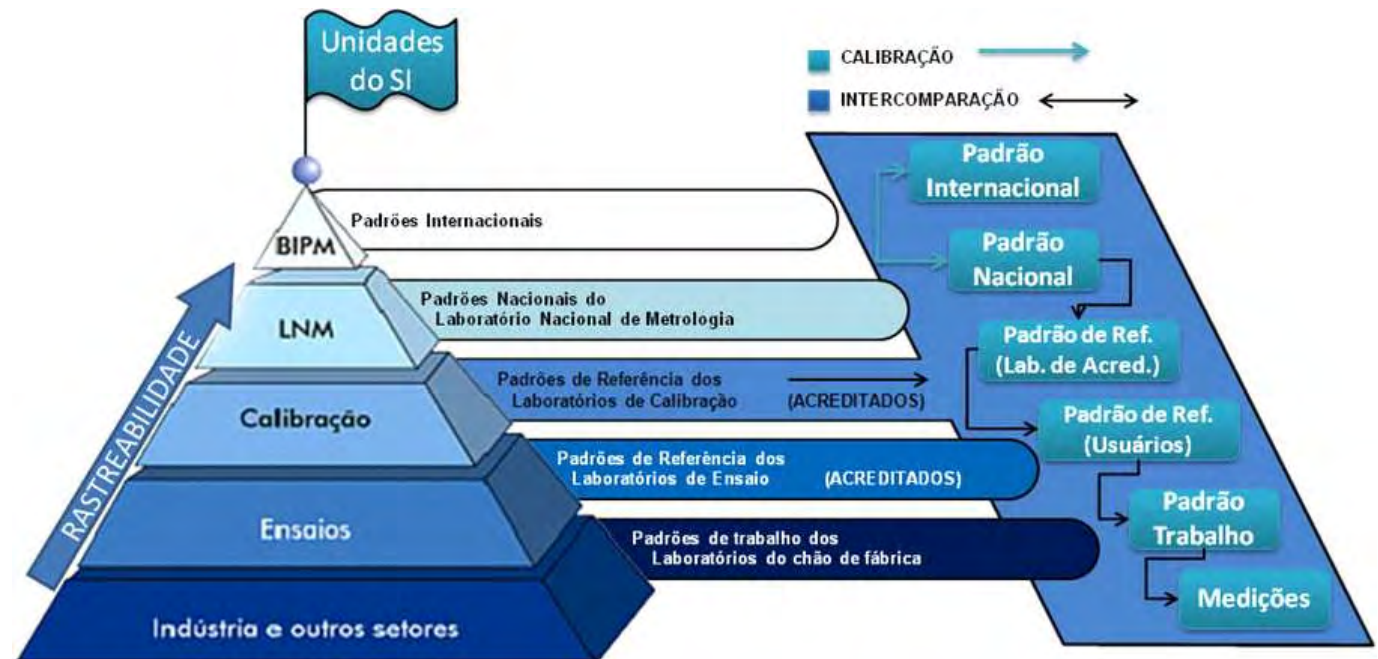 Unidades
do SI
CALIBRAÇÃO
INTERCOMPARAÇÃO
BIPM
LNM
Calibração
Ensaios
Indústria e outros setores
RASTREABILIDADE
Padrões Internacionais
Padrões Nacionais do
Laboratório Nacional de Metrologia
Padrões de Referência dos
Laboratórios de Calibração (ACREDITADOS)
Padrões de Referência dos
Laboratórios de Ensaio (ACREDITADOS)
Padrões de trabalho dos
Laboratórios do chão de fábrica
Padrão
Internacional
Padrão
Nacional
Padrão de Ref.
(Lab. de Acred.)
Padrão de Ref.
(Usuários)
Padrão
Trabalho
Medições